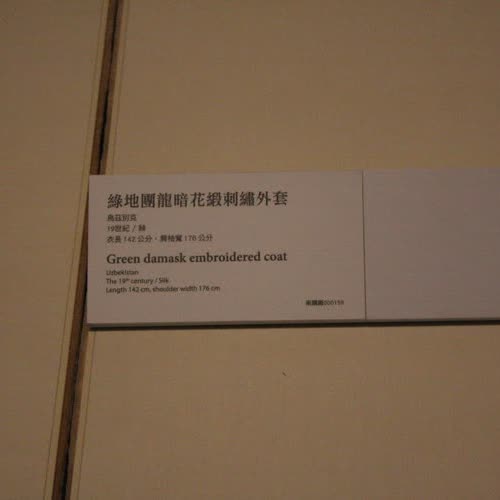 綠地團龍暗花緞刺繡外套
烏茲別克
19世紀 / 絲
衣長 142 公分，肩袖寬 176 公分
Green damask embroidered coat
Uzbekistan
The 19th century / Silk
Length 142 cm, shoulder width 176 cm
000159